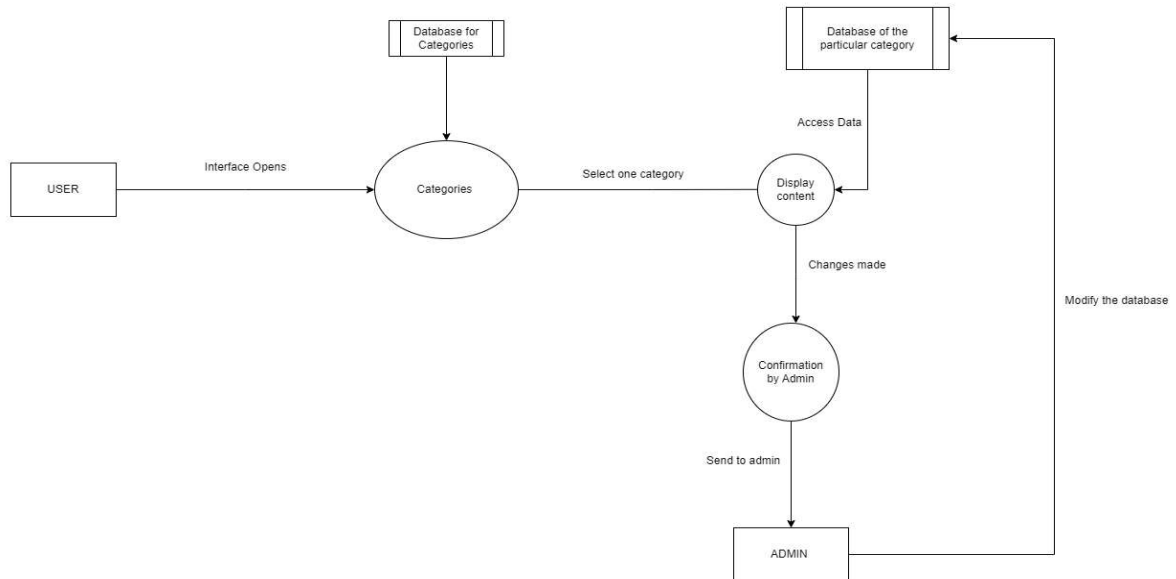 Database for
Categories
Database of the
particular category
Access Data
Interface Opens
USER
Categories
Select one category
Display
content
Changes made
Modify the database
Confirmation
by Admin
Send to admin
ADMIN